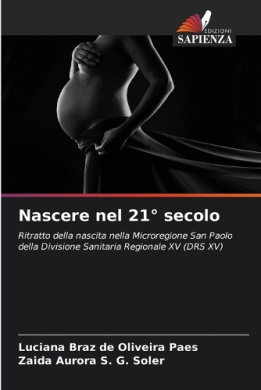 EDIZIONI
SAPIENZA
Nascere nel 21° secolo
Ritratto della nascita nella Microregione San Paolo
della Divisione Sanitaria Regionale XV (DRS XV)
Luciana Braz de Oliveira Paes
Zaida Aurora S. G. Soler